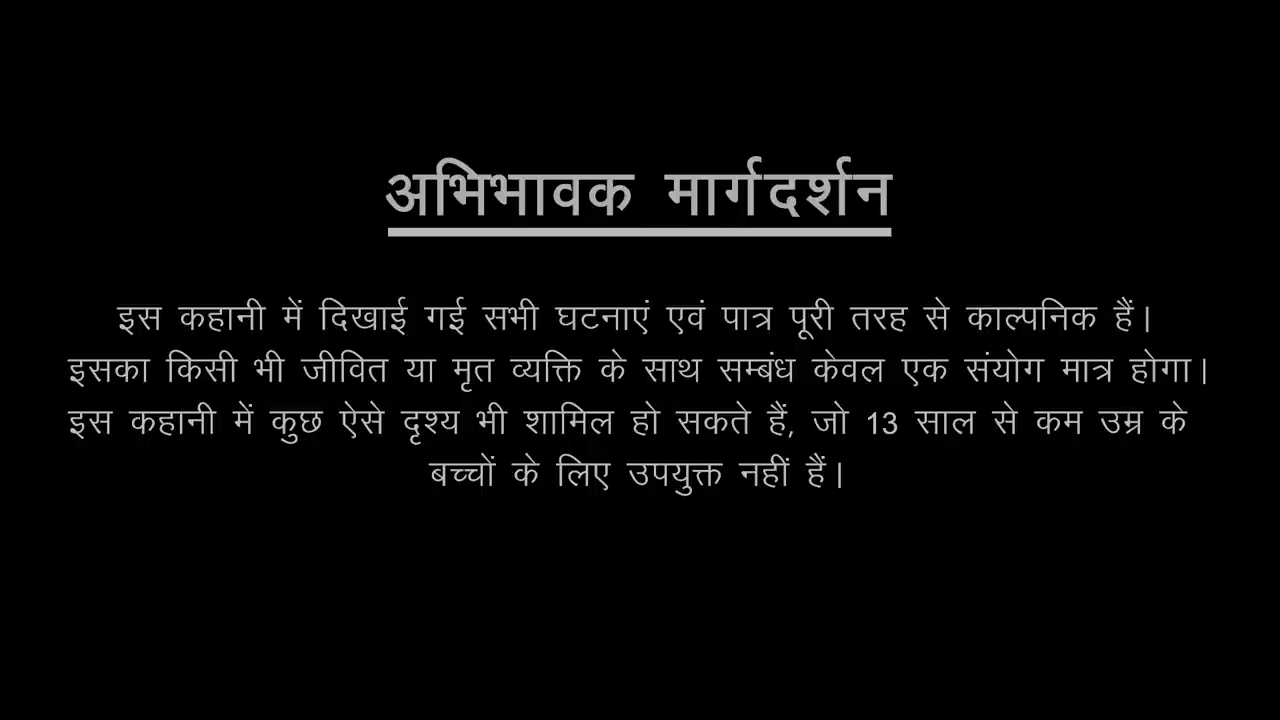 अभिभावक मार्गदर्शन
इस कहानी में दिखाई गई सभी घटनाएं एवं पात्र पूरी तरह से काल्पनिक हैं।
इसका किसी भी जीवित या मृत व्यक्ति के साथ सम्बंध केवल एक संयोग मात्र होगा।
इस कहानी में कुछ ऐसे दृश्य भी शामिल हो सकते हैं, जो 13 साल से कम उम्र के
बच्चों के लिए उपयुक्त नहीं हैं।